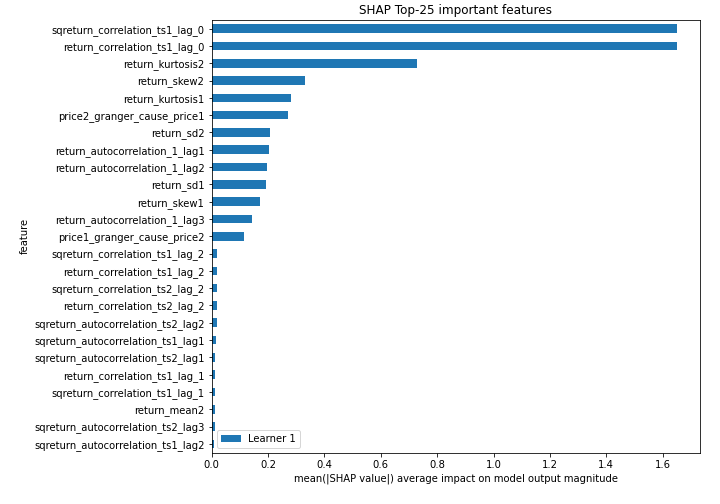 SHAP Top-25 important features
sqreturn_correlation_ts1_lag_0
return_correlation_ts1_lag_0
return_kurtosis2
return_skew2
return_kurtosis1
price2_granger_cause_price1
return_sd2
return_autocorrelation_1_lag1
return_autocorrelation_1_lag2
return_sd1
return_skew1
return_autocorrelation_1_lag3
price1_granger_cause_price2
sqreturn_correlation_ts1_lag_2
return_correlation_ts1_lag_2
sqreturn_correlation_ts2_lag_2
return_correlation_ts2_lag_2
sqreturn_autocorrelation_ts2_lag2
sqreturn_autocorrelation_ts1_lag1
sqreturn_autocorrelation_ts2_lag1
return_correlation_ts1_lag_1
sqreturn_correlation_ts1_lag_1
return_mean2
sqreturn_autocorrelation_ts2_lag3
sqreturn_autocorrelation_ts1_lag2
feature
Learner 1
0.0 0.2 0.4 0.6 0.8 1.0 1.2 1.4 1.6
mean(|SHAP value|) average impact on model output magnitude